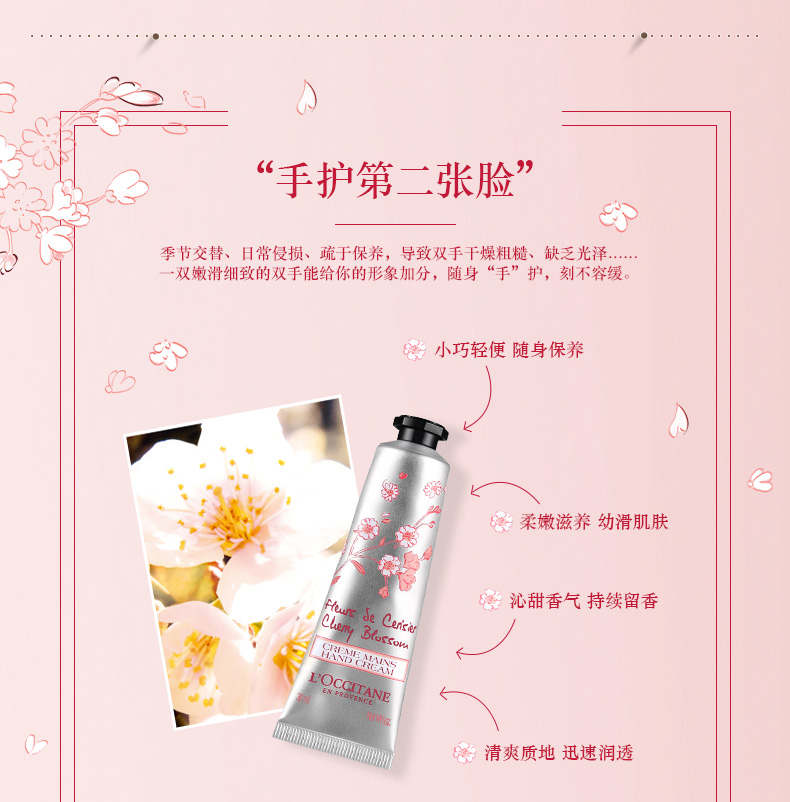 “手护第二张脸”
季节交替、日常侵损、疏于保养，导致双手干燥粗糙、缺乏光泽……
一双嫩滑细致的双手能给你的形象加分，随身“手”护，刻不容缓。
小巧轻便 随身保养
柔嫩滋养 幼滑肌肤
沁甜香气 持续留香
Fleurs de Cerisier
Cherry Blossom
CRÈME MAINS
HAND CREAM
L'OCCITANE
EN PROVENCE
清爽质地 迅速润透